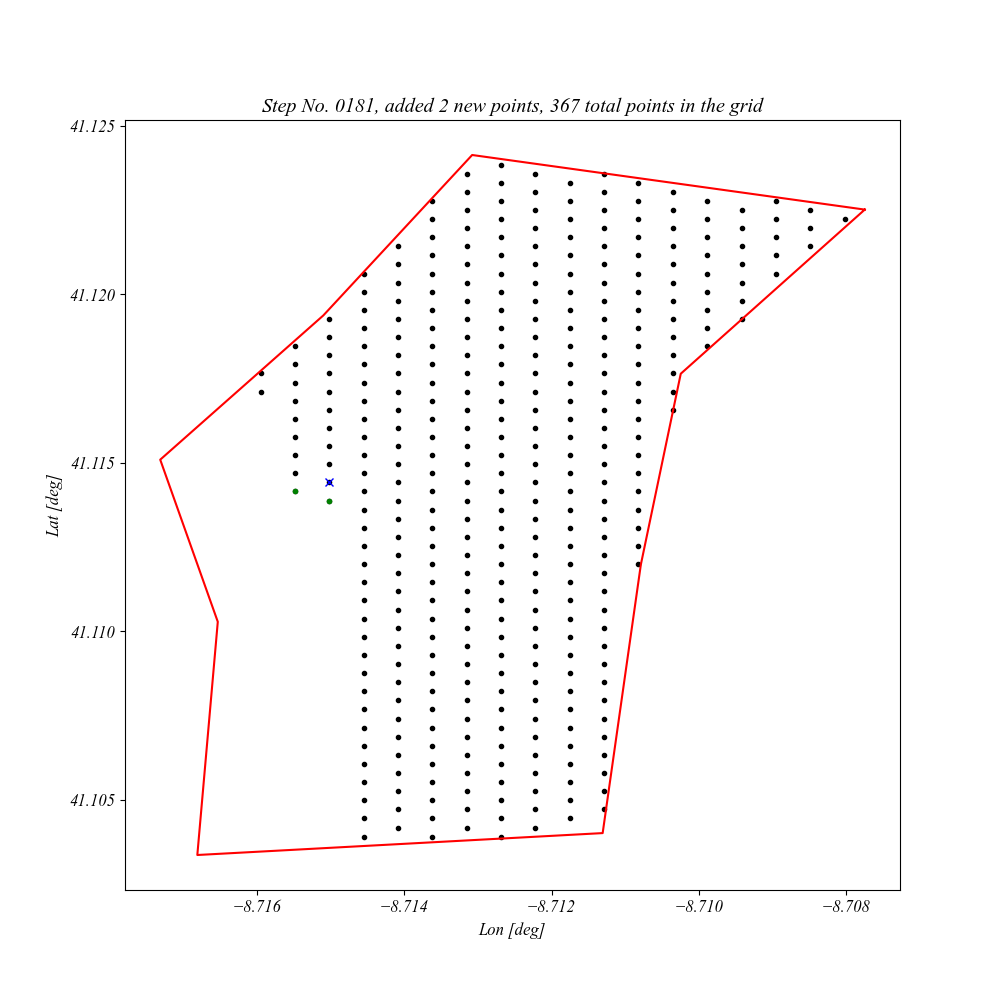 Step No. 0181, added 2 new points, 367 total points in the grid
41.125
41.120
41.115
41.110
41.105
Lat [deg]
−8.716 −8.714 −8.712 −8.710 −8.708
Lon [deg]